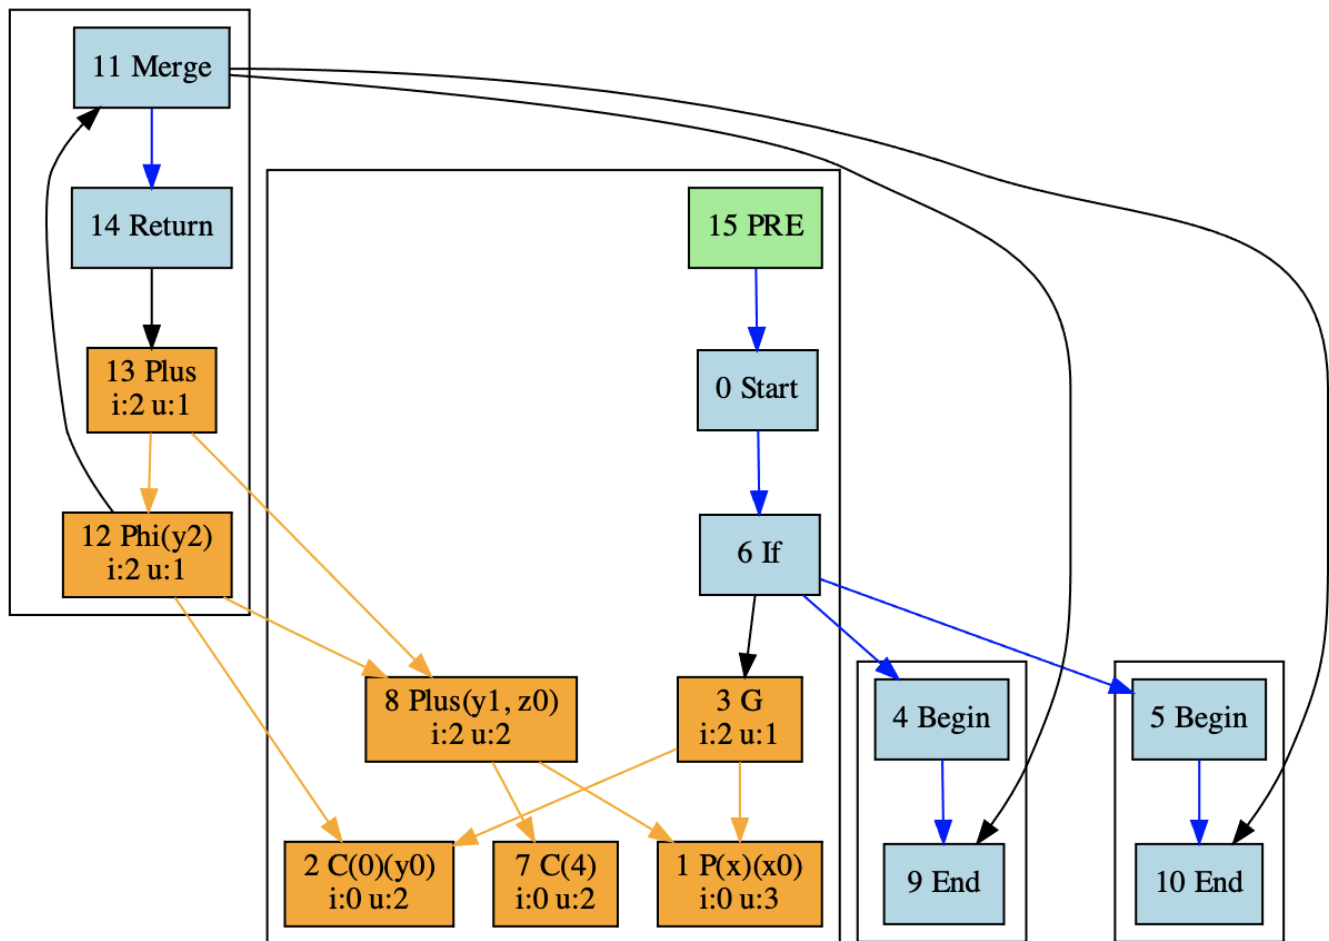 11 Merge
14 Return
15 PRE
13 Plus
i:2 u:1
0 Start
12 Phi(y2)
i:2 u:1
6 If
8 Plus(y1, z0)
i:2 u:2
3 G
i:2 u:1
4 Begin
5 Begin
2 C(0)(y0)
i:0 u:2
7 C(4)
i:0 u:2
1 P(x)(x0)
i:0 u:3
9 End
10 End